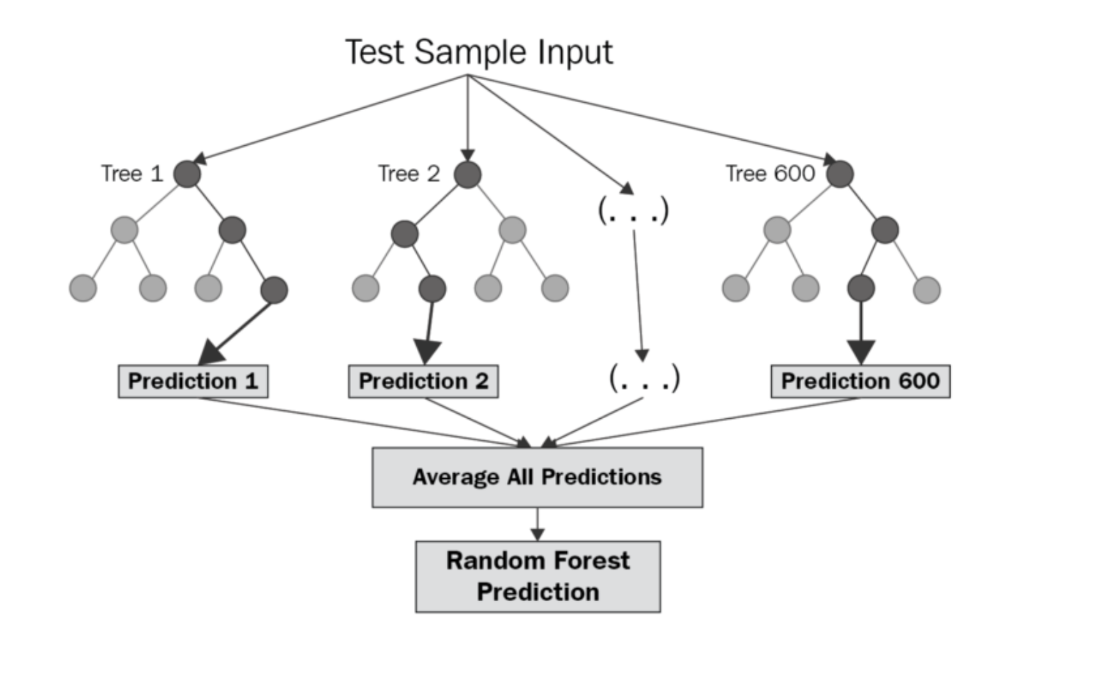 Test Sample Input
Tree 1
Tree 2
Tree 600
(. . .)
(. . .)
Prediction 1
Prediction 2
Prediction 600
Average All Predictions
Random Forest
Prediction